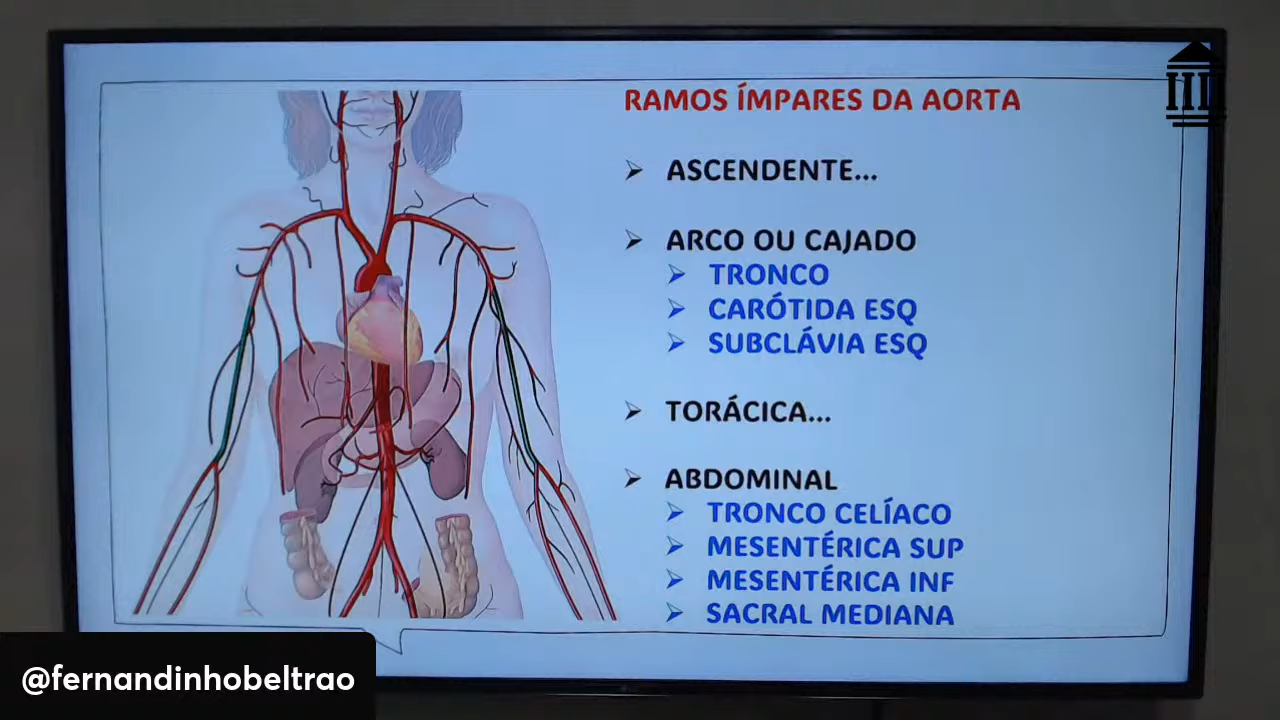 RAMOS ÍMPARES DA AORTA
ASCENDENTE...
ARCO OU CAJADO
TRONCO
CARÓTIDA ESQ
SUBCLÁVIA ESQ
TORÁCICA...
ABDOMINAL
TRONCO CELÍACO
MESENTÉRICA SUP
MESENTÉRICA INF
SACRAL MEDIANA
@fernandinhobeltrao